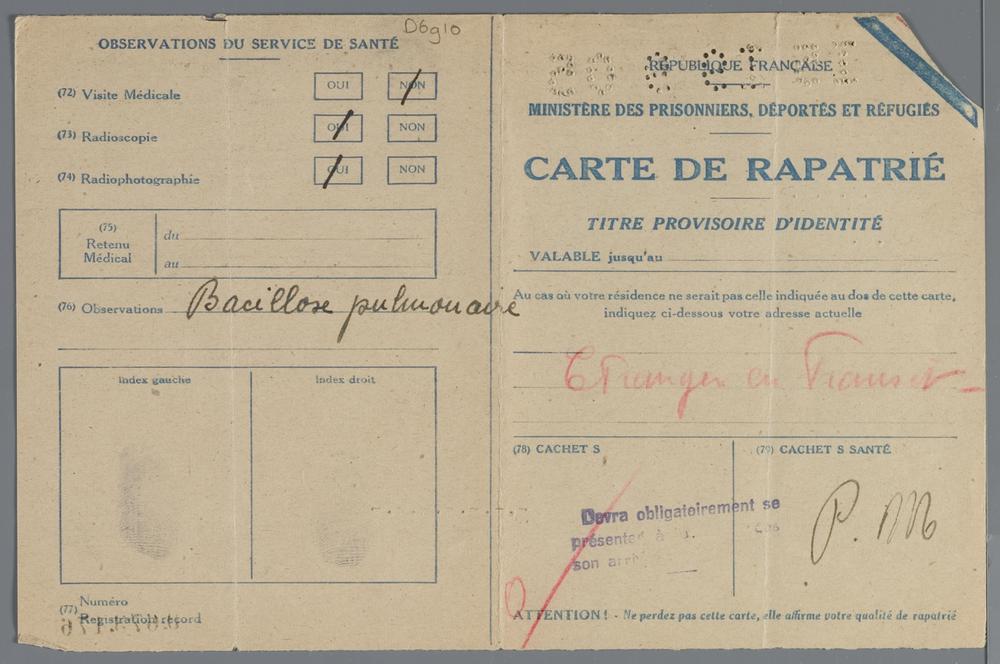 D6g10
OBSERVATIONS DU SERVICE DE SANTÉ
(72) Visite Médicale OUI NON
(73) Radioscopie OUI NON
(74) Radiophotographie OUI NON
(75)
Retenu
Médical
du
au
(76) Observations Bacillose pulmonaire
Index gauche
Index droit
(77) Numéro
Registration record
RÉPUBLIQUE FRANÇAISE
MINISTÈRE DES PRISONNIERS, DÉPORTÉS ET RÉFUGIÉS
CARTE DE RAPATRIÉ
TITRE PROVISOIRE D'IDENTITÉ
VALABLE jusqu'au
Au cas où votre résidence ne serait pas celle indiquée au dos de cette carte,
indiquez ci-dessous votre adresse actuelle
Etranger en Transit
(78) CACHET S
(79) CACHET S SANTÉ
Devra obligatoirement se
présenter à
son
P. M
ATTENTION! - Ne perdez pas cette carte, elle affirme votre qualité de rapatrié